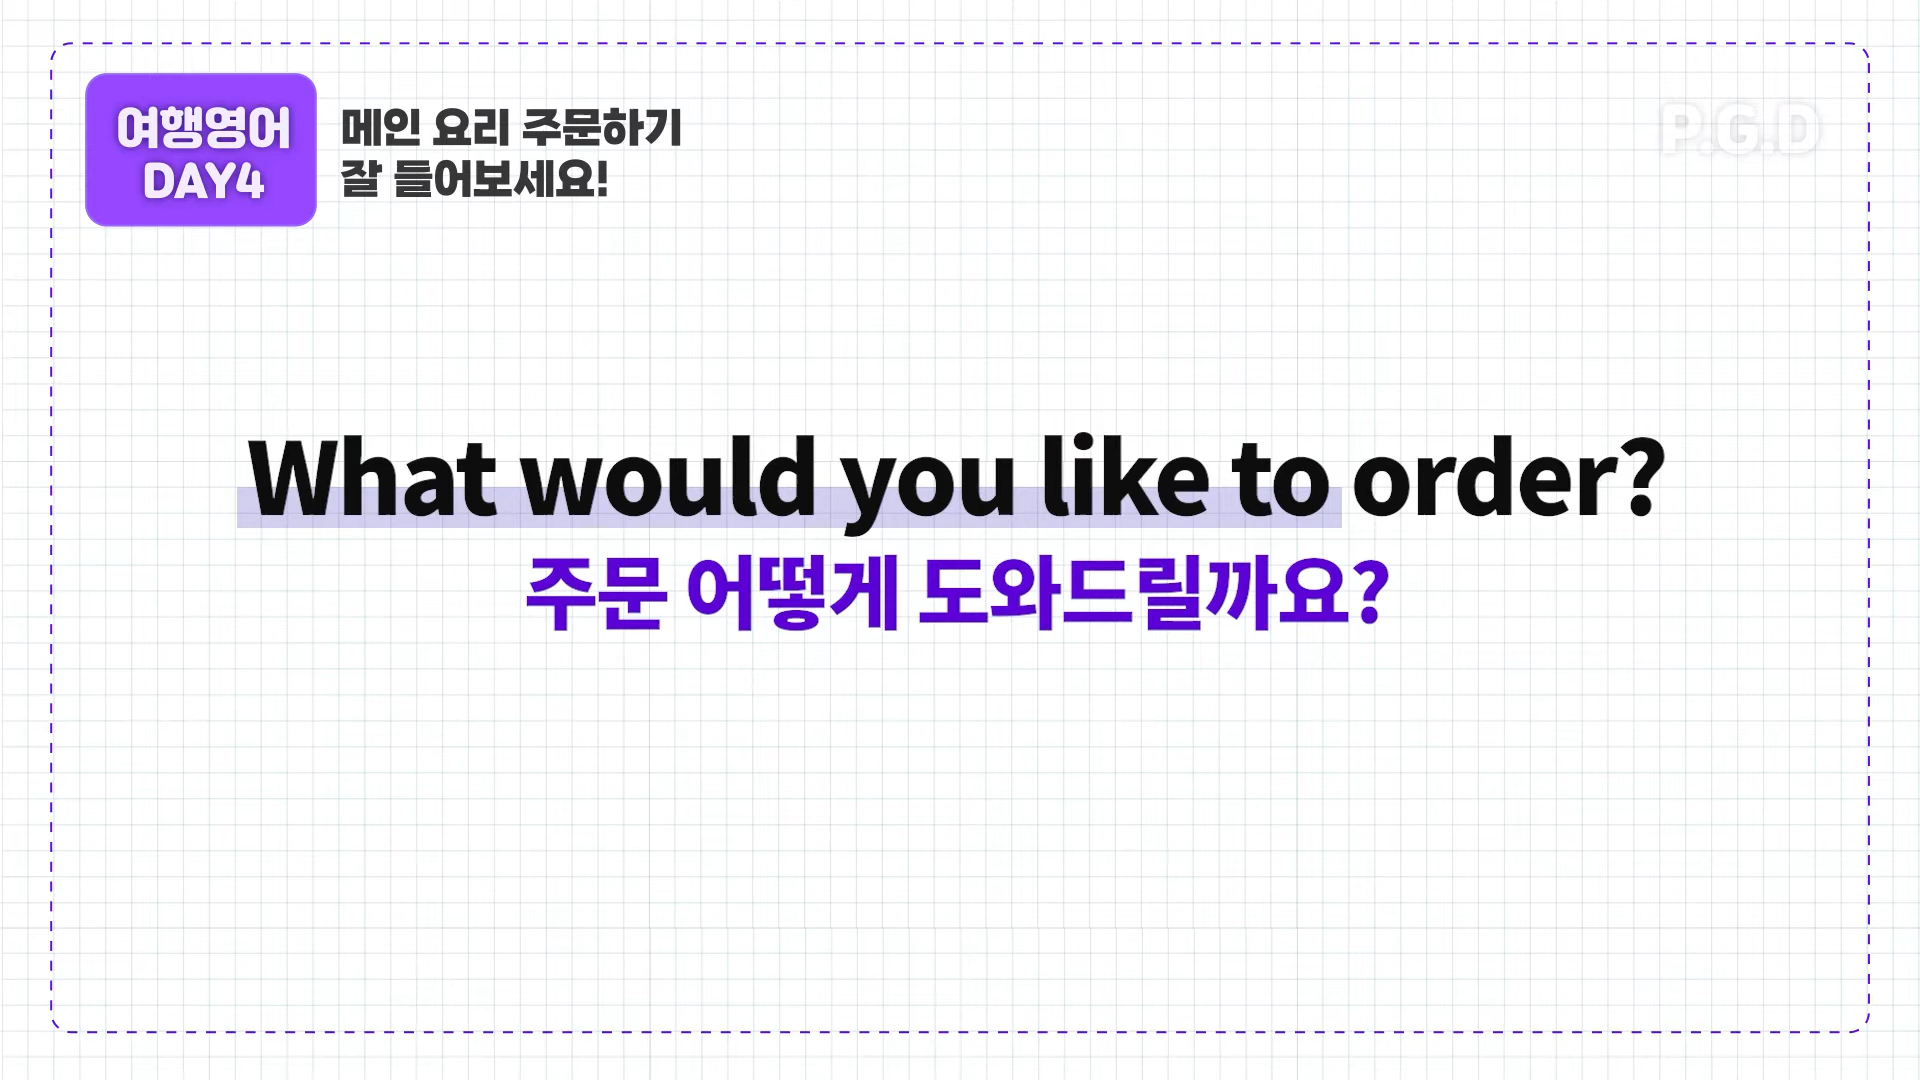 여행영어
DAY4
메인 요리 주문하기
잘 들어보세요!
P.G.D
What would you like to order?
주문 어떻게 도와드릴까요?